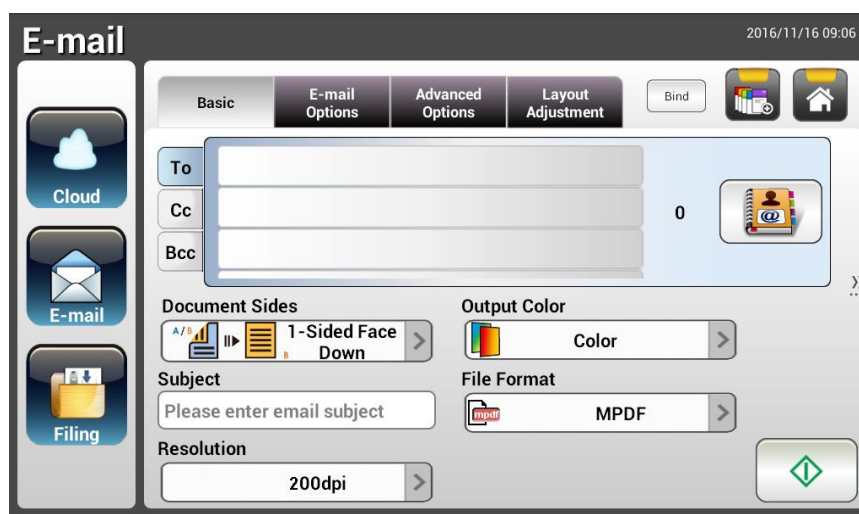 E-mail
2016/11/16 09:06
Basic
E-mail
Options
Advanced
Options
Layout
Adjustment
Bind
Cloud
E-mail
Filing
To
Cc
Bcc
0
@
Document Sides
A/B
B
1-Sided Face
Down
Output Color
Color
Subject
Please enter email subject
File Format
mpdf
MPDF
Resolution
200dpi